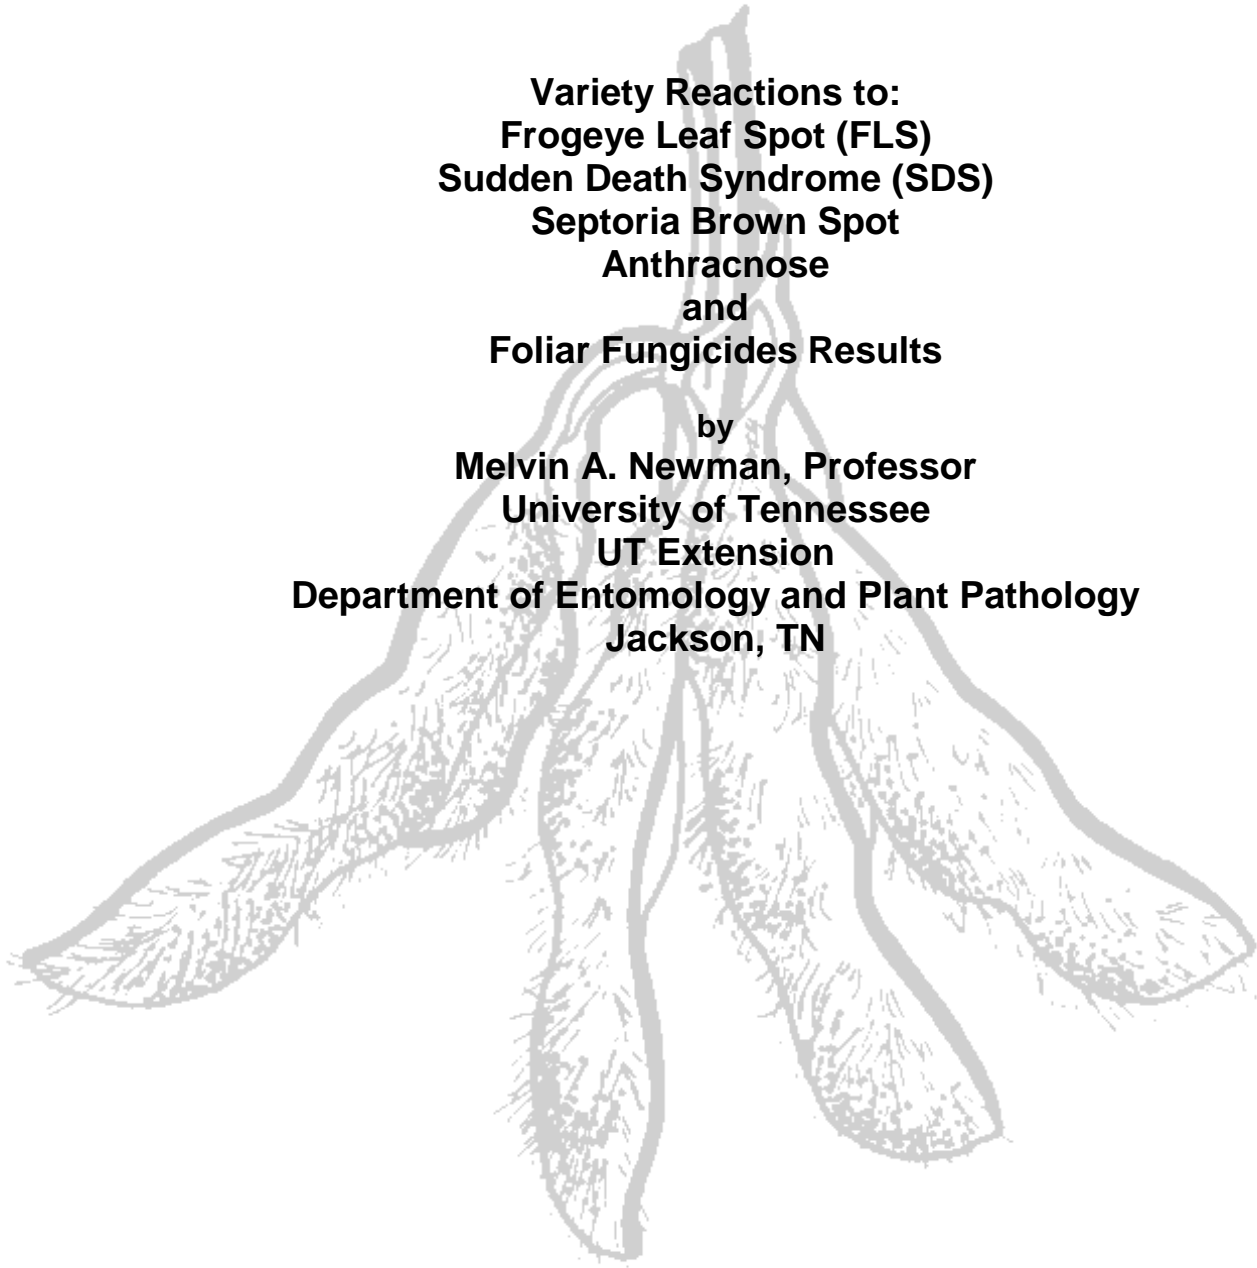 Variety Reactions to:
Frogeye Leaf Spot (FLS)
Sudden Death Syndrome (SDS)
Septoria Brown Spot
Anthracnose
and
Foliar Fungicides Results
by
Melvin A. Newman, Professor
University of Tennessee
UT Extension
Department of Entomology and Plant Pathology
Jackson, TN